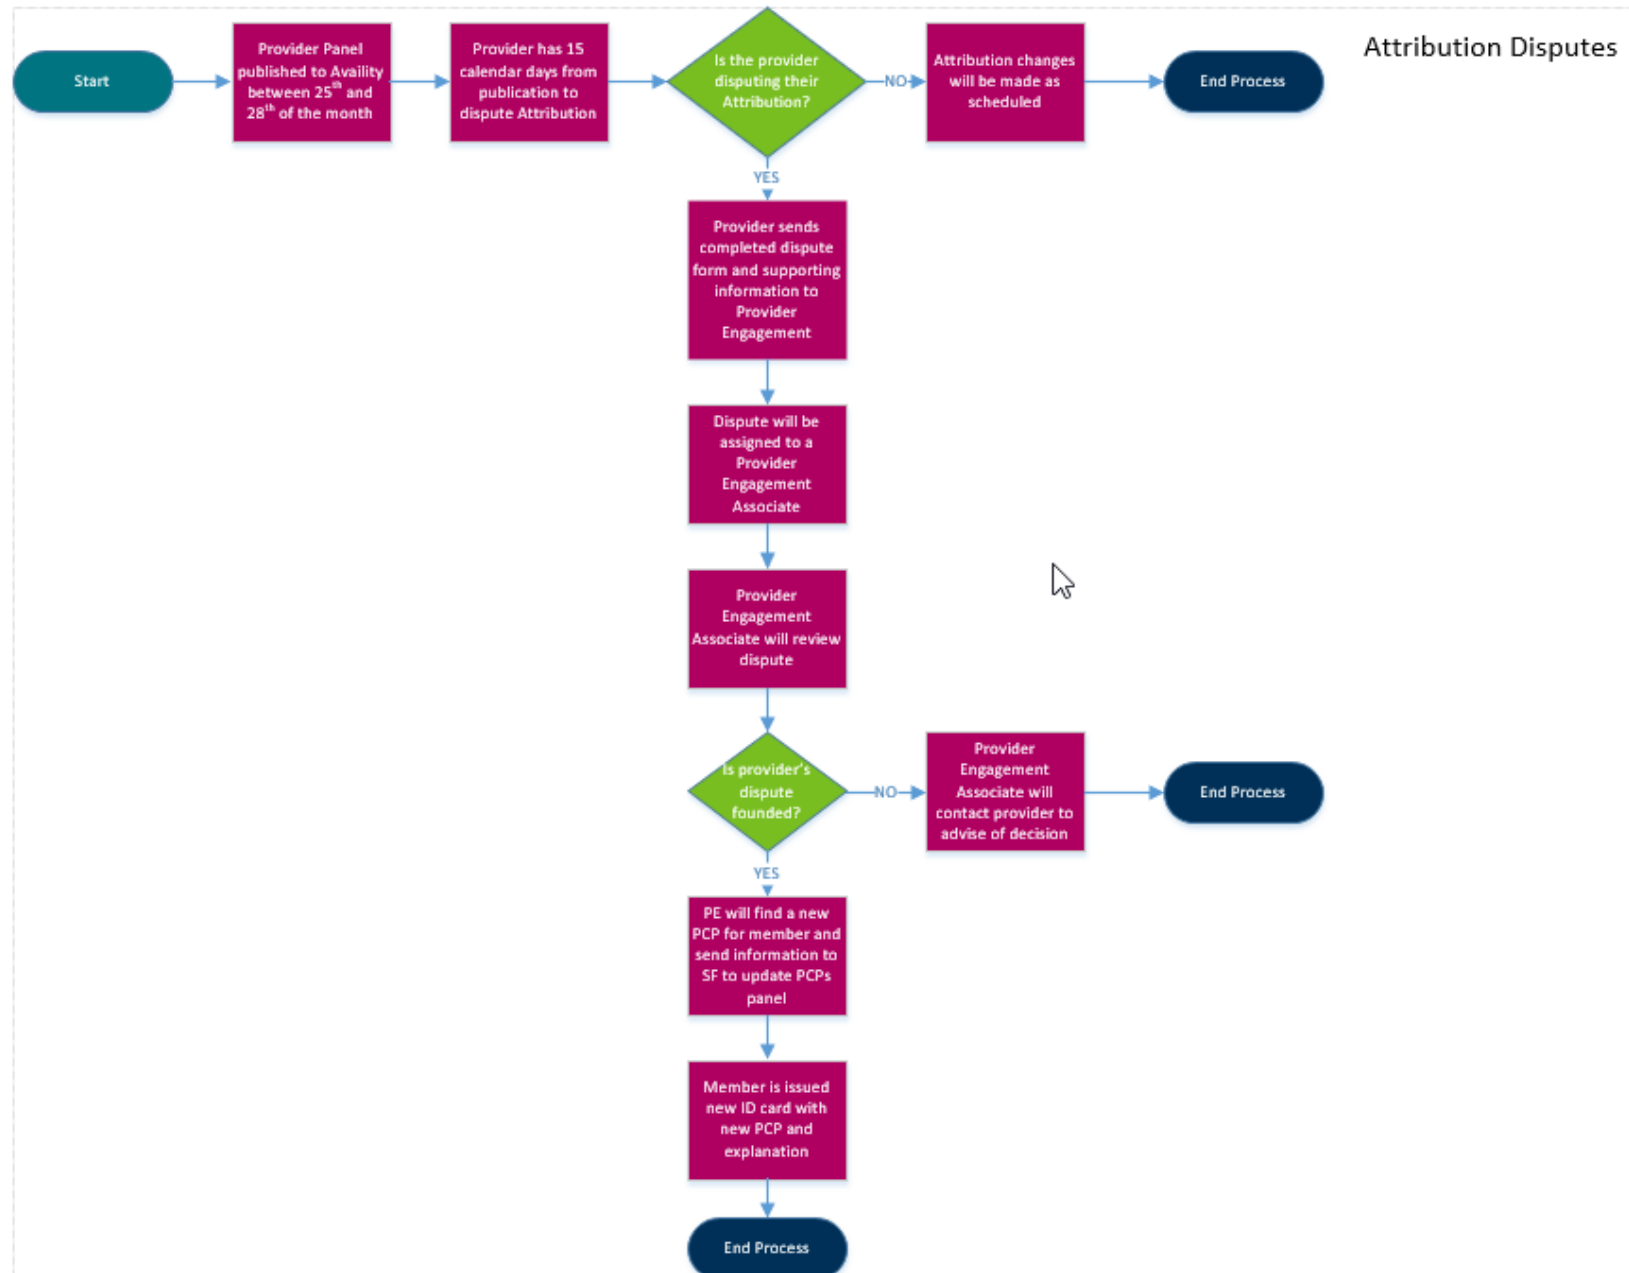 Attribution Disputes
Start
Provider Panel
published to Availity
between 25th and
28th of the month
Provider has 15
calendar days from
publication to
dispute Attribution
Is the provider
disputing their
Attribution?
NO
Attribution changes
will be made as
scheduled
End Process
YES
Provider sends
completed dispute
form and supporting
information to
Provider
Engagement
Dispute will be
assigned to a
Provider
Engagement
Associate
Provider
Engagement
Associate will review
dispute
Is provider's
dispute
founded?
NO
Provider
Engagement
Associate will
contact provider to
advise of decision
End Process
YES
PE will find a new
PCP for member and
send information to
SF to update PCPs
panel
Member is issued
new ID card with
new PCP and
explanation
End Process